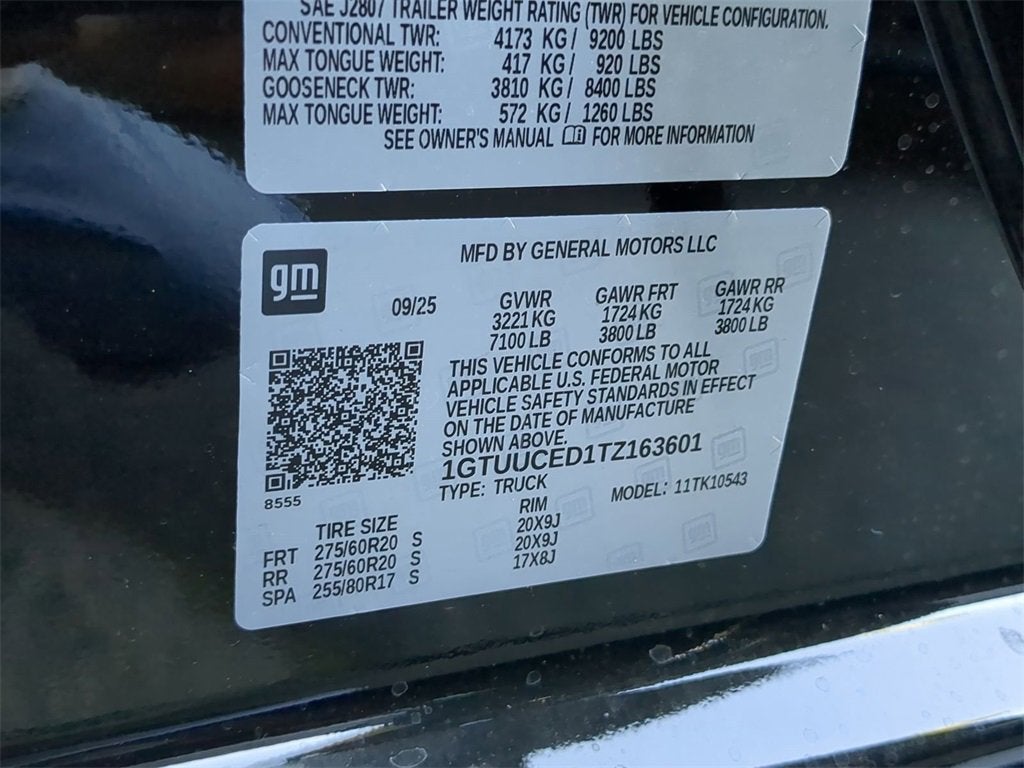 SAE J2807 TRAILER WEIGHT RATING (TWR) FOR VEHICLE CONFIGURATION.
CONVENTIONAL TWR: 4173 KG/ 9200 LBS
MAX TONGUE WEIGHT: 417 KG/ 920 LBS
GOOSENECK TWR: 3810 KG/ 8400 LBS
MAX TONGUE WEIGHT: 572 KG/ 1260 LBS
SEE OWNER'S MANUAL FOR MORE INFORMATION
gm
MFD BY GENERAL MOTORS LLC
09/25
GVWR GAWR FRT GAWR RR
3221 KG 1724 KG 1724 KG
7100 LB 3800 LB 3800 LB
THIS VEHICLE CONFORMS TO ALL
APPLICABLE U.S. FEDERAL MOTOR
VEHICLE SAFETY STANDARDS IN EFFECT
ON THE DATE OF MANUFACTURE
SHOWN ABOVE.
1GTUUCED1TZ163601
TYPE: TRUCK MODEL: 11TK10543
8555
TIRE SIZE RIM
FRT 275/60R20 S 20X9J
RR 275/60R20 S 20X9J
SPA 255/80R17 S 17X8J